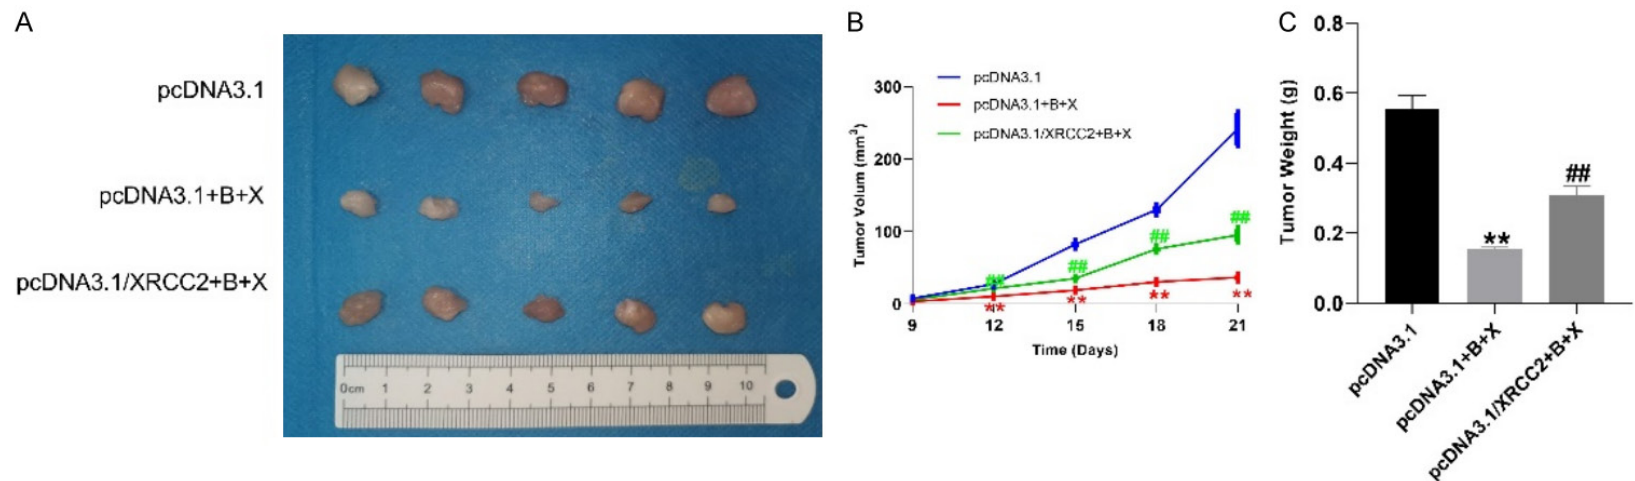 A
pcDNA3.1
pcDNA3.1+B+X
pcDNA3.1/XRCC2+B+X
0cm 1 2 3 4 5 6 7 8 9 10
B
pcDNA3.1
pcDNA3.1+B+X
pcDNA3.1/XRCC2+B+X
Tumor Volum (mm³)
300
200
100
0
## ## ## ##
** ** ** **
9 12 15 18 21
Time (Days)
C
Tumor Weight (g)
0.8
0.6
0.4
0.2
0.0
**
##
pcDNA3.1
pcDNA3.1+B+X
pcDNA3.1/XRCC2+B+X